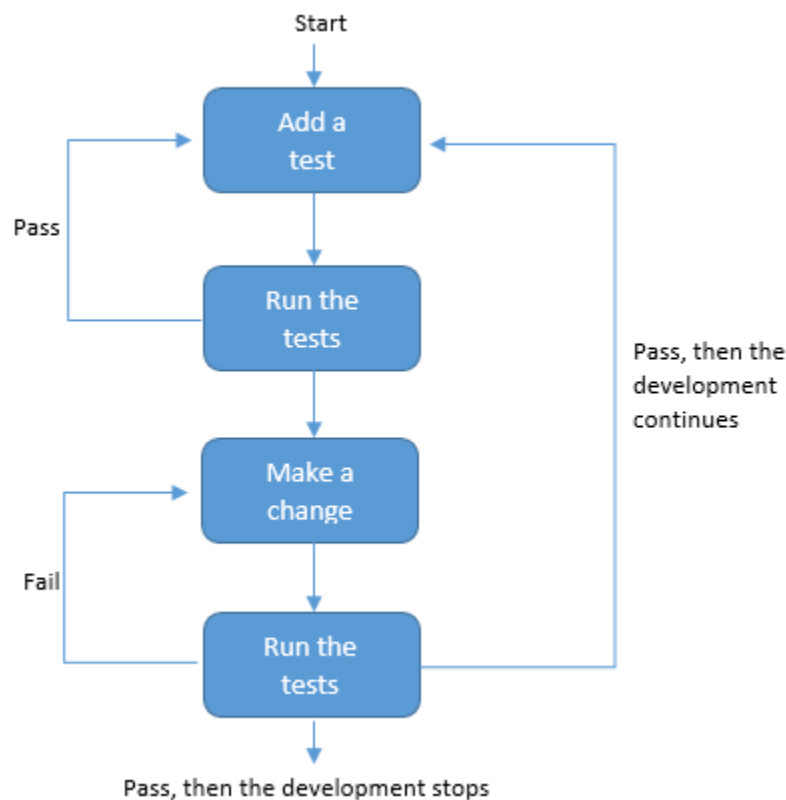 Start
Add a
test
Pass
Run the
tests
Pass, then the
development
continues
Make a
change
Fail
Run the
tests
Pass, then the development stops